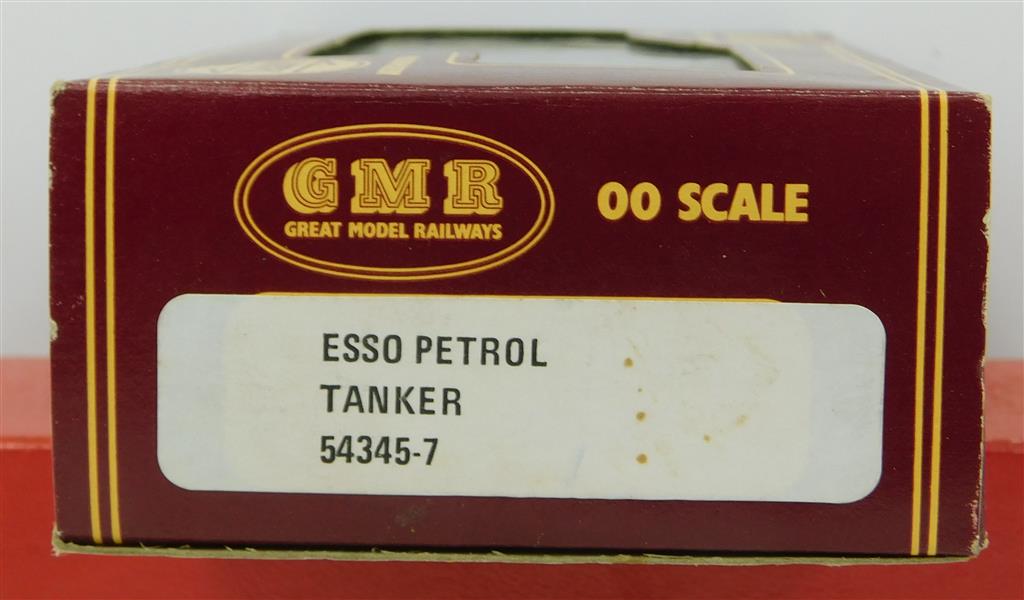 GMR
GREAT MODEL RAILWAYS
OO SCALE
ESSO PETROL
TANKER
54345-7